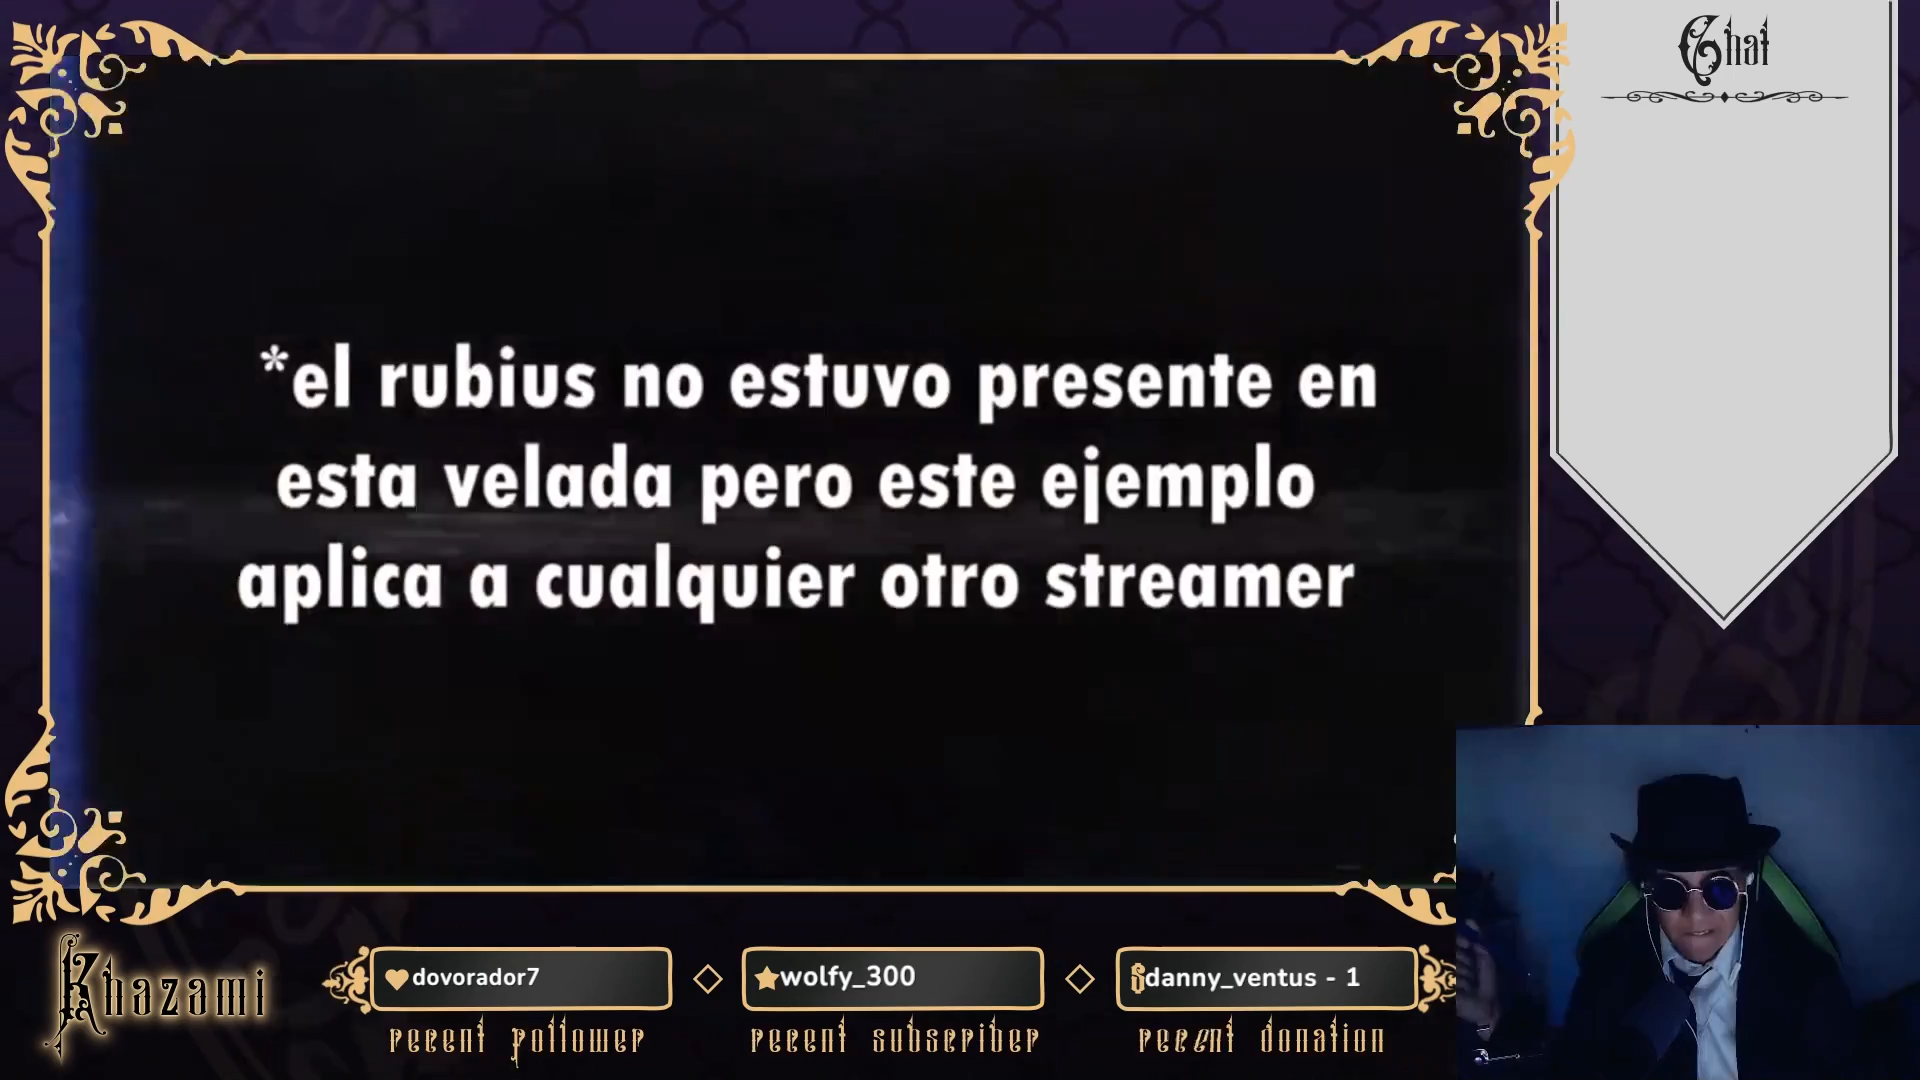 Chat
*el rubius no estuvo presente en
esta velada pero este ejemplo
aplica a cualquier otro streamer
Khazami
dovorador7
wolfy_300
danny_ventus - 1
recent follower
recent subscriber
recent donation